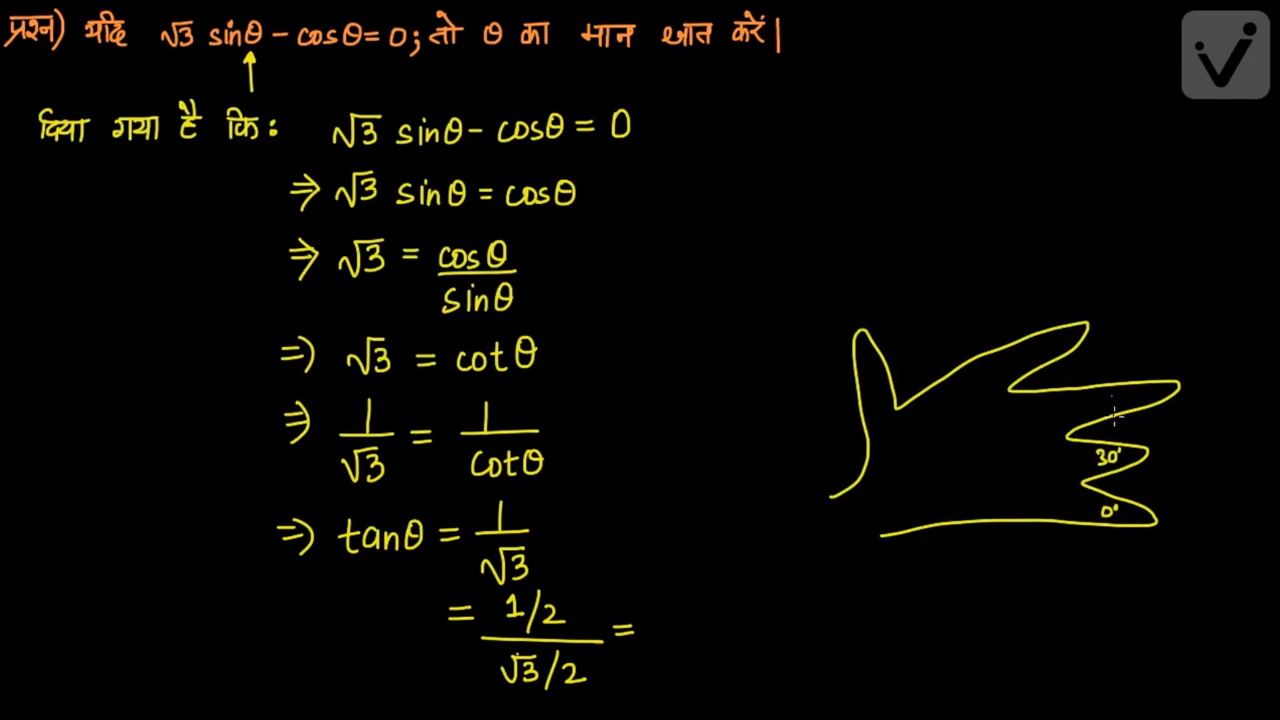 प्रश्न) यदि √3 sinθ - cosθ = 0 ; तो θ का मान ज्ञात करें |
दिया गया है कि : √3 sinθ - cosθ = 0
⇒ √3 sinθ = cosθ
⇒ √3 = cosθ / sinθ
⇒ √3 = cotθ
⇒ 1/√3 = 1/cotθ
⇒ tanθ = 1/√3
= (1/2)/(√3/2) =
30°
0°